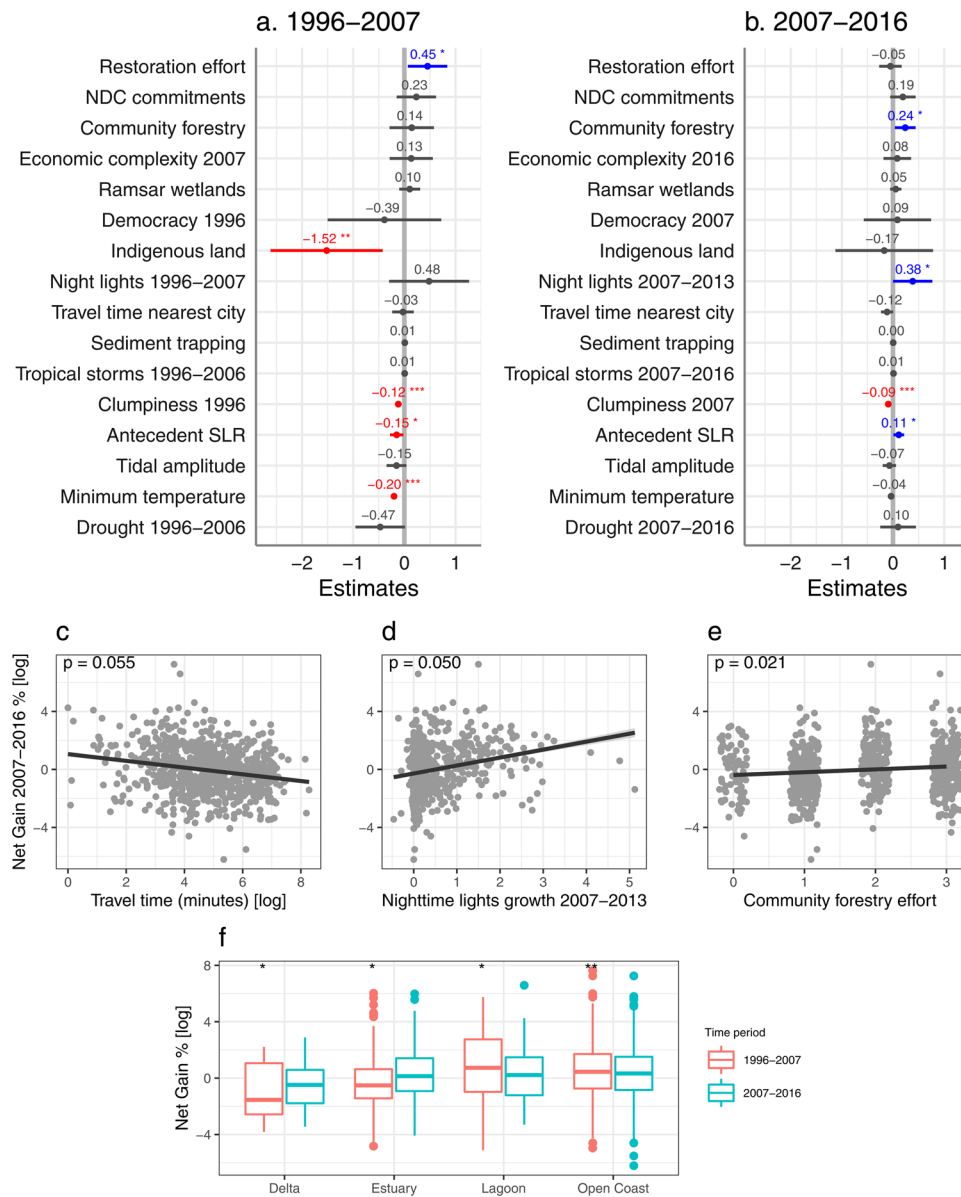 a. 1996−2007
Restoration effort
NDC commitments
Community forestry
Economic complexity 2007
Ramsar wetlands
Democracy 1996
Indigenous land
Night lights 1996−2007
Travel time nearest city
Sediment trapping
Tropical storms 1996−2006
Clumpiness 1996
Antecedent SLR
Tidal amplitude
Minimum temperature
Drought 1996−2006
0.45 *
0.23
0.14
0.13
0.10
−0.39
−1.52 **
0.48
−0.03
0.01
0.01
−0.12 ***
−0.15 *
−0.15
−0.20 ***
−0.47
−2 −1 0 1
Estimates
b. 2007−2016
Restoration effort
NDC commitments
Community forestry
Economic complexity 2016
Ramsar wetlands
Democracy 2007
Indigenous land
Night lights 2007−2013
Travel time nearest city
Sediment trapping
Tropical storms 2007−2016
Clumpiness 2007
Antecedent SLR
Tidal amplitude
Minimum temperature
Drought 2007−2016
−0.05
0.19
0.24 *
0.08
0.05
0.09
−0.17
0.38 *
−0.12
0.00
0.01
−0.09 ***
0.11 *
−0.07
−0.04
0.10
−2 −1 0 1
Estimates
c
p = 0.055
Net Gain 2007−2016 % [log]
4
0
−4
0 2 4 6 8
Travel time (minutes) [log]
d
p = 0.050
4
0
−4
0 1 2 3 4 5
Nighttime lights growth 2007−2013
e
p = 0.021
4
0
−4
0 1 2 3
Community forestry effort
f
Net Gain % [log]
8
4
0
−4
* * * **
Delta Estuary Lagoon Open Coast
Time period
1996−2007
2007−2016